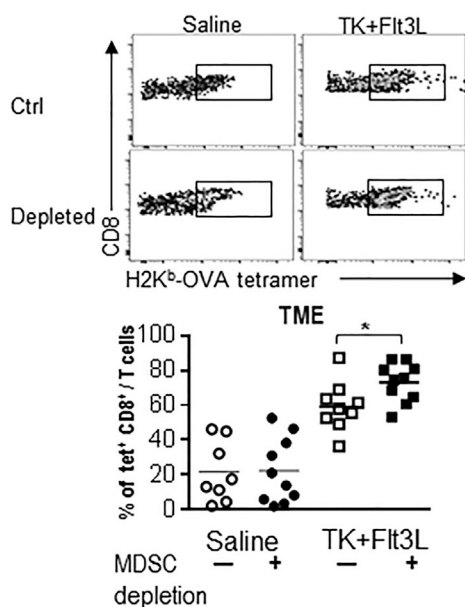 Saline TK+Flt3L
Ctrl
Depleted
CD8
H2Kᵇ-OVA tetramer
TME
*
% of tet⁺ CD8⁺/ T cells
100
80
60
40
20
0
Saline TK+Flt3L
MDSC − + − +
depletion